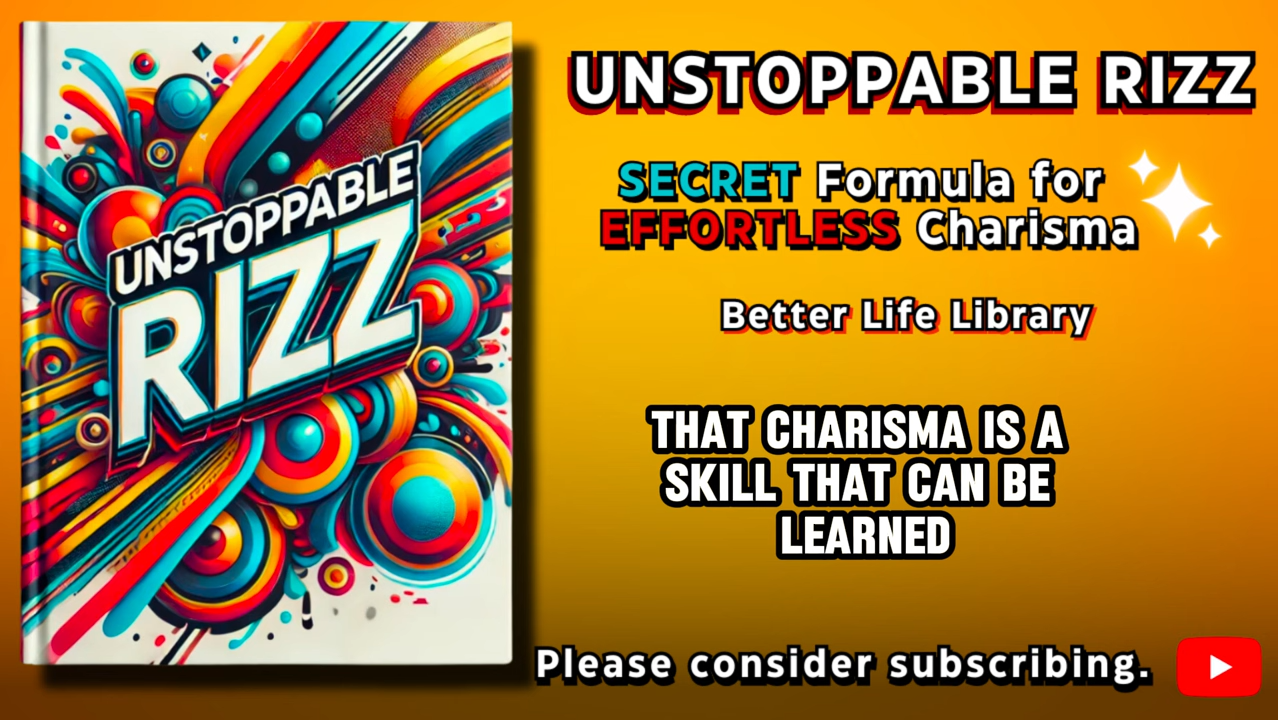 UNSTOPPABLE
RIZZ
UNSTOPPABLE RIZZ
SECRET Formula for
EFFORTLESS Charisma
Better Life Library
THAT CHARISMA IS A
SKILL THAT CAN BE
LEARNED
Please consider subscribing.